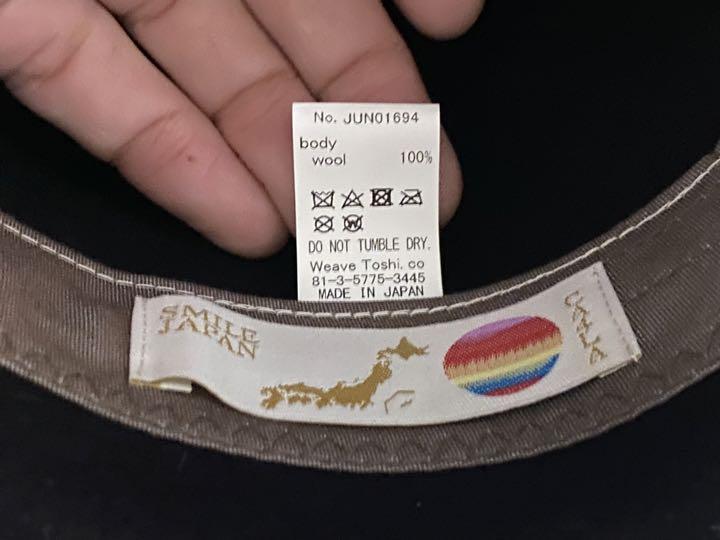 No. JUN01694
body
wool 100%
DO NOT TUMBLE DRY.
Weave Toshi. co
81-3-5775-3445
MADE IN JAPAN
SMILE
JAPAN
CA4LA